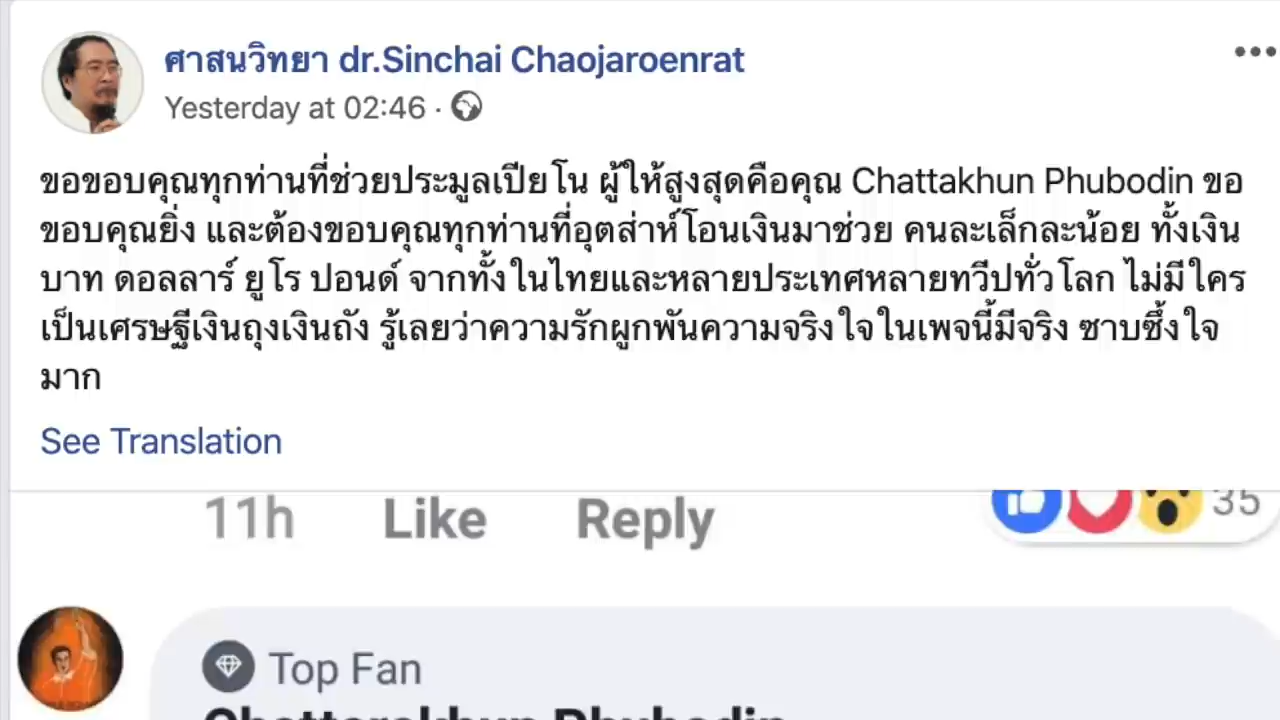 ศาสนวิทยา dr.Sinchai Chaojaroenrat
Yesterday at 02:46 ·
ขอขอบคุณทุกท่านที่ช่วยประมูลเปียโน ผู้ให้สูงสุดคือคุณ Chattakhun Phubodin ขอ
ขอบคุณยิ่ง และต้องขอบคุณทุกท่านที่อุตส่าห์โอนเงินมาช่วย คนละเล็กละน้อย ทั้งเงิน
บาท ดอลลาร์ ยูโร ปอนด์ จากทั้งในไทยและหลายประเทศหลายทวีปทั่วโลก ไม่มีใคร
เป็นเศรษฐีเงินถุงเงินถัง รู้เลยว่าความรักผูกพันความจริงใจในเพจนี้มีจริง ซาบซึ้งใจ
มาก
See Translation
11h Like Reply 35
Top Fan
Chattarakhun Phubodin